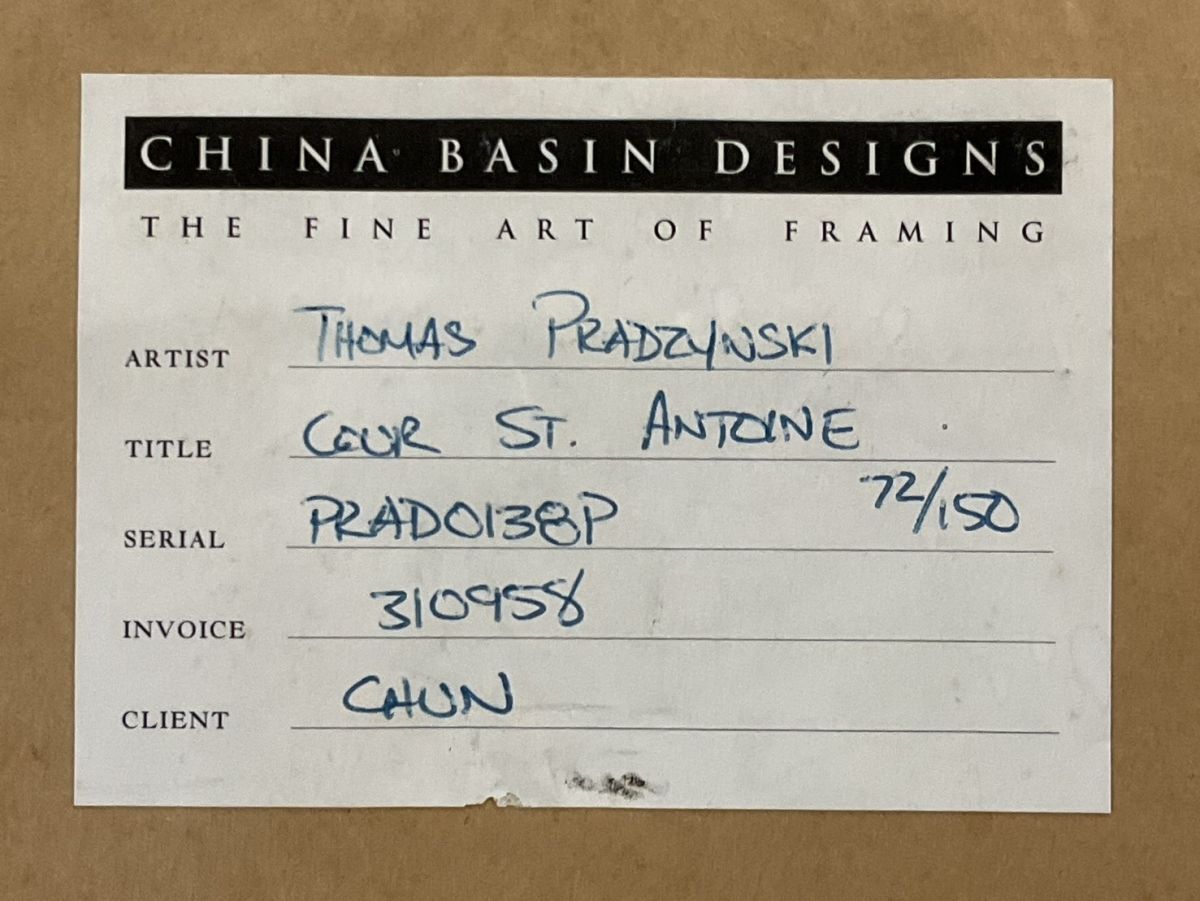 CHINA BASIN DESIGNS
THE FINE ART OF FRAMING
ARTIST THOMAS PRADZYNSKI
TITLE COUR ST. ANTOINE
SERIAL PRAD0138P 72/150
INVOICE 310958
CLIENT CHUN